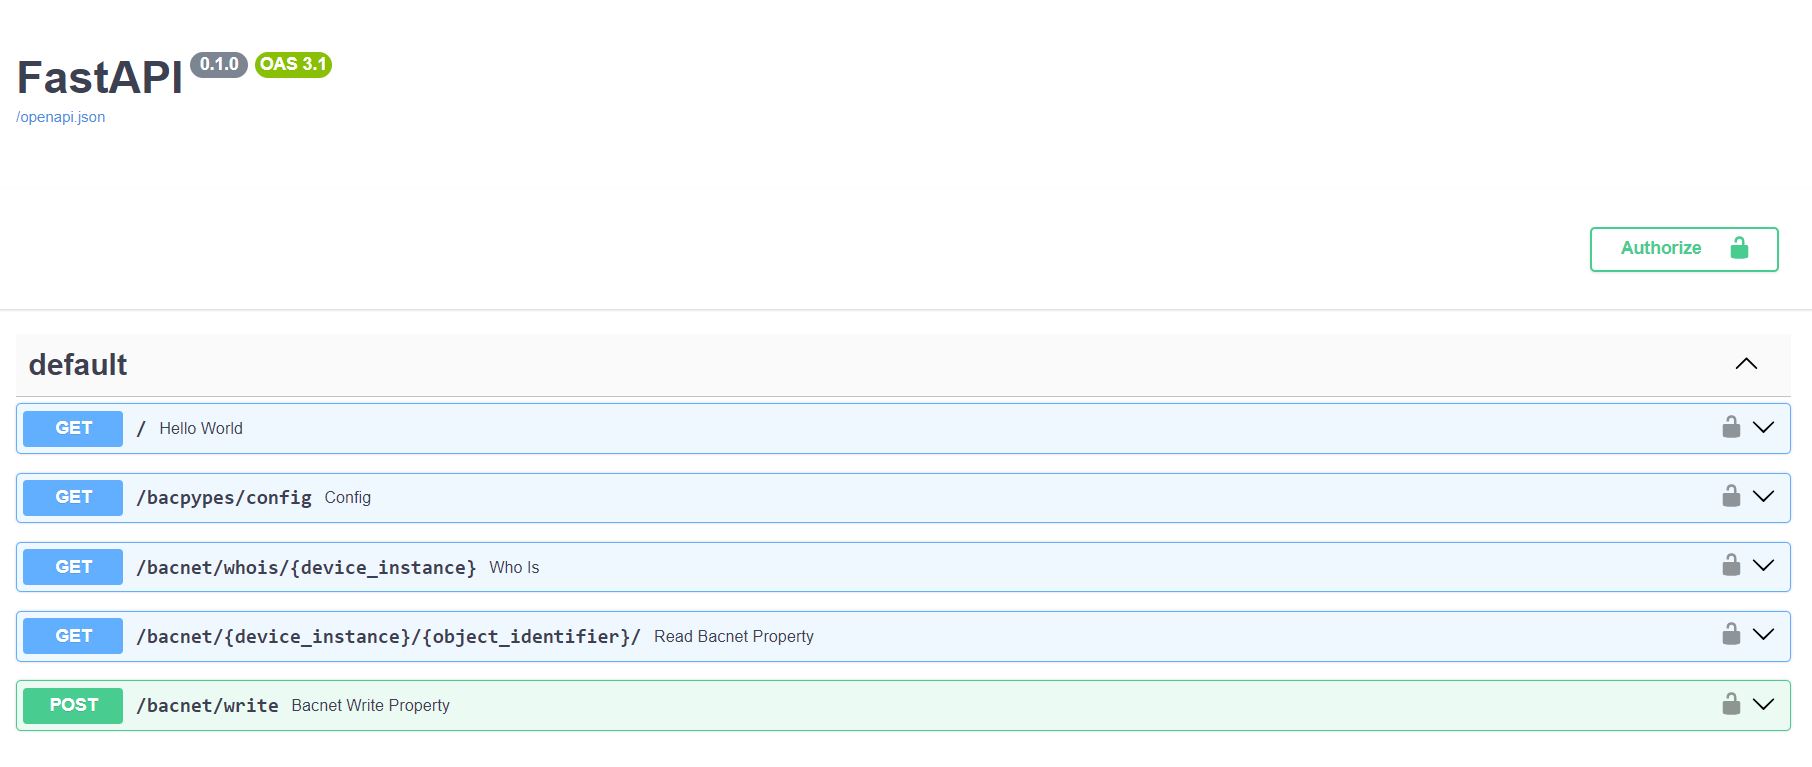 FastAPI 0.1.0 OAS 3.1
/openapi.json
Authorize
default
GET / Hello World
GET /bacpypes/config Config
GET /bacnet/whois/{device_instance} Who Is
GET /bacnet/{device_instance}/{object_identifier}/ Read Bacnet Property
POST /bacnet/write Bacnet Write Property